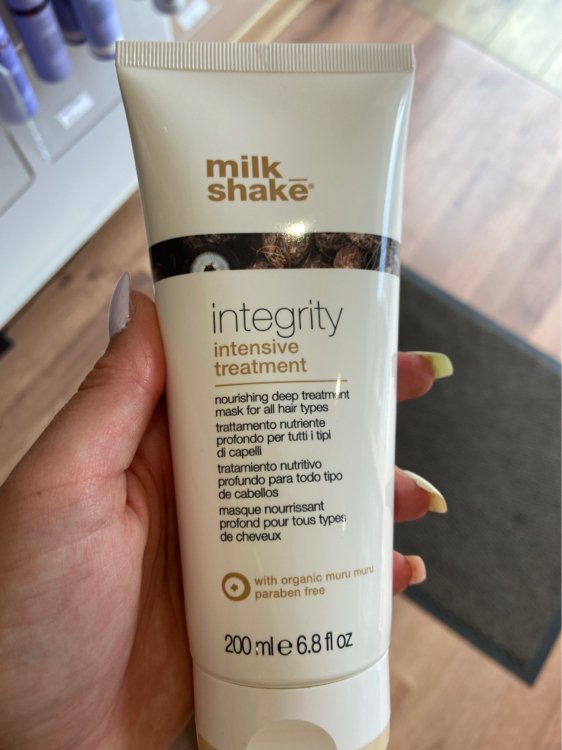 milk_
shake®
integrity
intensive
treatment
nourishing deep treatment
mask for all hair types
trattamento nutriente
profondo per tutti i tipi
di capelli
tratamiento nutritivo
profundo para todo tipo
de cabellos
masque nourrissant
profond pour tous types
de cheveux
with organic muru muru
paraben free
200 ml e 6.8 fl oz